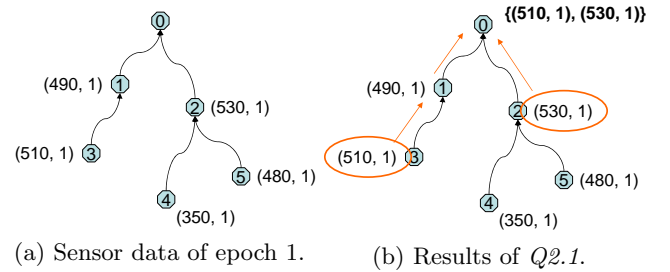 0
(490, 1) 1
2 (530, 1)
(510, 1) 3
5 (480, 1)
4
(350, 1)
(a) Sensor data of epoch 1.
0 {(510, 1), (530, 1)}
(490, 1) 1
2 (530, 1)
(510, 1) 3
5 (480, 1)
4
(350, 1)
(b) Results of Q2.1.